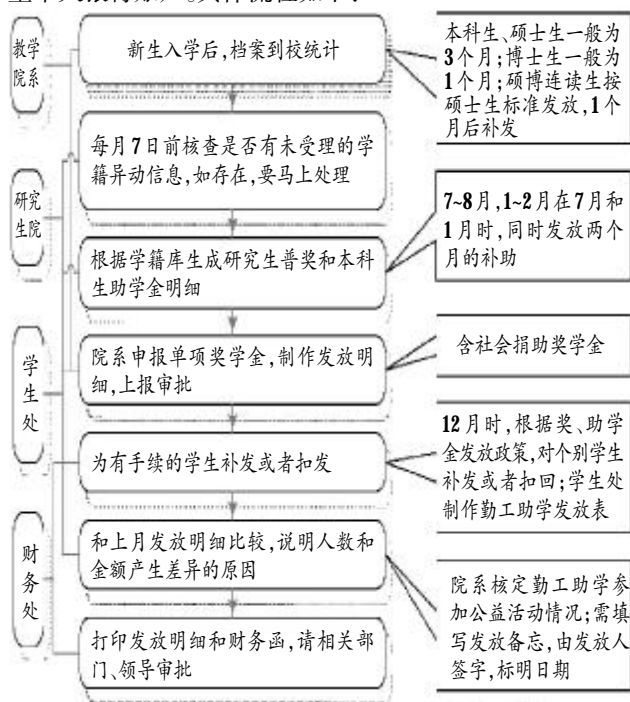 教学
院系
新生入学后，档案到校统计
本科生、硕士生一般为
3个月；博士生一般为
1个月；硕博连读生按
硕士生标准发放，1个
月后补发
每月7日前核查是否有未受理的学
籍异动信息，如存在，要马上处理
研究
生院
7~8月，1~2月在7月和
1月时，同时发放两个
月的补助
根据学籍库生成研究生普奖和本科
生助学金明细
学
生
处
院系申报单项奖学金，制作发放明
细，上报审批
含社会捐助奖学金
为有手续的学生补发或者扣发
12月时，根据奖、助学
金发放政策，对个别学生
补发或者扣回；学生处
制作勤工助学发放表
财
务
处
和上月发放明细比较，说明人数和
金额产生差异的原因
院系核定勤工助学参
加公益活动情况；需填
写发放备忘，由发放人
签字，标明日期
打印发放明细和财务函，请相关部
门、领导审批